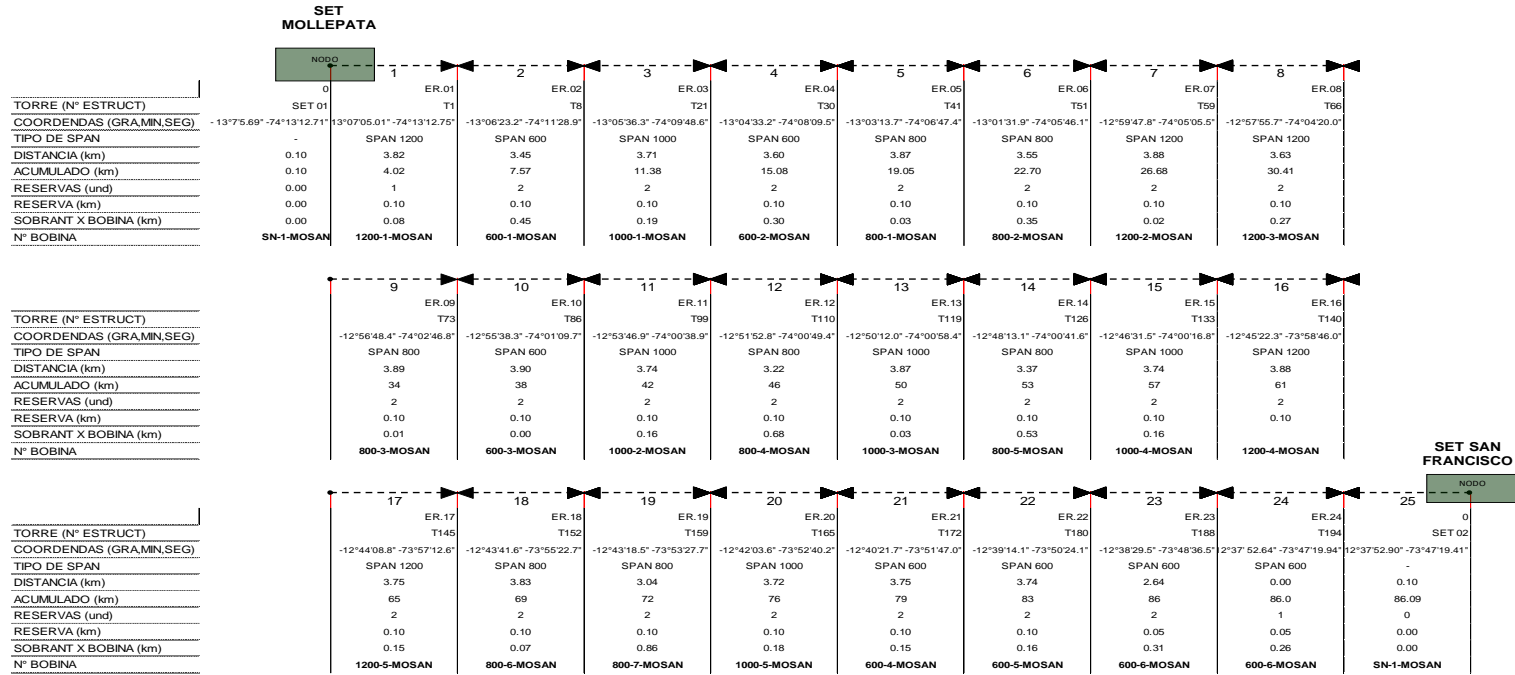 SET
MOLLEPATA
NODO
1 2 3 4 5 6 7 8
0 ER.01 ER.02 ER.03 ER.04 ER.05 ER.06 ER.07 ER.08
TORRE (N° ESTRUCT) SET 01 T1 T8 T21 T30 T41 T51 T59 T66
COORDENDAS (GRA,MIN,SEG) - 13°7'5.69" -74°13'12.71" 13°07'05.01" -74°13'12.75" -13°06'23.2" -74°11'28.9" -13°05'36.3" -74°09'48.6" -13°04'33.2" -74°08'09.5" -13°03'13.7" -74°06'47.4" -13°01'31.9" -74°05'46.1" -12°59'47.8" -74°05'05.5" -12°57'55.7" -74°04'20.0"
TIPO DE SPAN - SPAN 1200 SPAN 600 SPAN 1000 SPAN 600 SPAN 800 SPAN 800 SPAN 1200 SPAN 1200
DISTANCIA (km) 0.10 3.82 3.45 3.71 3.60 3.87 3.55 3.88 3.63
ACUMULADO (km) 0.10 4.02 7.57 11.38 15.08 19.05 22.70 26.68 30.41
RESERVAS (und) 0.00 1 2 2 2 2 2 2 2
RESERVA (km) 0.00 0.10 0.10 0.10 0.10 0.10 0.10 0.10 0.10
SOBRANT X BOBINA (km) 0.00 0.08 0.45 0.19 0.30 0.03 0.35 0.02 0.27
N° BOBINA SN-1-MOSAN 1200-1-MOSAN 600-1-MOSAN 1000-1-MOSAN 600-2-MOSAN 800-1-MOSAN 800-2-MOSAN 1200-2-MOSAN 1200-3-MOSAN
9 10 11 12 13 14 15 16
ER.09 ER.10 ER.11 ER.12 ER.13 ER.14 ER.15 ER.16
TORRE (N° ESTRUCT) T73 T86 T99 T110 T119 T126 T133 T140
COORDENDAS (GRA,MIN,SEG) -12°56'48.4" -74°02'46.8" -12°55'38.3" -74°01'09.7" -12°53'46.9" -74°00'38.9" -12°51'52.8" -74°00'49.4" -12°50'12.0" -74°00'58.4" -12°48'13.1" -74°00'41.6" -12°46'31.5" -74°00'16.8" -12°45'22.3" -73°58'46.0"
TIPO DE SPAN SPAN 800 SPAN 600 SPAN 1000 SPAN 800 SPAN 1000 SPAN 800 SPAN 1000 SPAN 1200
DISTANCIA (km) 3.89 3.90 3.74 3.22 3.87 3.37 3.74 3.88
ACUMULADO (km) 34 38 42 46 50 53 57 61
RESERVAS (und) 2 2 2 2 2 2 2 2
RESERVA (km) 0.10 0.10 0.10 0.10 0.10 0.10 0.10 0.10
SOBRANT X BOBINA (km) 0.01 0.00 0.16 0.68 0.03 0.53 0.16
N° BOBINA 800-3-MOSAN 600-3-MOSAN 1000-2-MOSAN 800-4-MOSAN 1000-3-MOSAN 800-5-MOSAN 1000-4-MOSAN 1200-4-MOSAN
SET SAN
FRANCISCO
NODO
17 18 19 20 21 22 23 24 25
ER.17 ER.18 ER.19 ER.20 ER.21 ER.22 ER.23 ER.24 0
TORRE (N° ESTRUCT) T145 T152 T159 T165 T172 T180 T188 T194 SET 02
COORDENDAS (GRA,MIN,SEG) -12°44'08.8" -73°57'12.6" -12°43'41.6" -73°55'22.7" -12°43'18.5" -73°53'27.7" -12°42'03.6" -73°52'40.2" -12°40'21.7" -73°51'47.0" -12°39'14.1" -73°50'24.1" -12°38'29.5" -73°48'36.5" 12°37' 52.64" -73°47'19.94" 12°37'52.90" -73°47'19.41"
TIPO DE SPAN SPAN 1200 SPAN 800 SPAN 800 SPAN 1000 SPAN 600 SPAN 600 SPAN 600 SPAN 600 -
DISTANCIA (km) 3.75 3.83 3.04 3.72 3.75 3.74 2.64 0.00 0.10
ACUMULADO (km) 65 69 72 76 79 83 86 86.0 86.09
RESERVAS (und) 2 2 2 2 2 2 2 1 0
RESERVA (km) 0.10 0.10 0.10 0.10 0.10 0.10 0.05 0.05 0.00
SOBRANT X BOBINA (km) 0.15 0.07 0.86 0.18 0.15 0.16 0.31 0.26 0.00
N° BOBINA 1200-5-MOSAN 800-6-MOSAN 800-7-MOSAN 1000-5-MOSAN 600-4-MOSAN 600-5-MOSAN 600-6-MOSAN 600-6-MOSAN SN-1-MOSAN